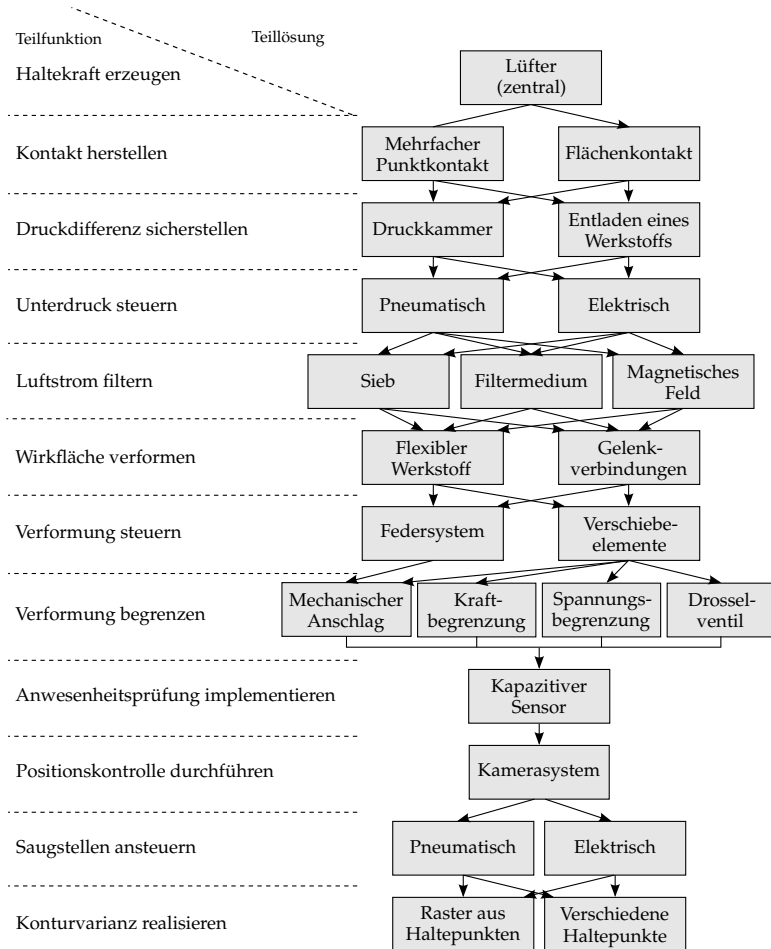 Teilfunktion
Teillösung
Haltekraft erzeugen
Lüfter
(zentral)
Kontakt herstellen
Mehrfacher
Punktkontakt
Flächenkontakt
Druckdifferenz sicherstellen
Druckkammer
Entladen eines
Werkstoffs
Unterdruck steuern
Pneumatisch
Elektrisch
Luftstrom filtern
Sieb
Filtermedium
Magnetisches
Feld
Wirkfläche verformen
Flexibler
Werkstoff
Gelenk-
verbindungen
Verformung steuern
Federsystem
Verschiebe-
elemente
Verformung begrenzen
Mechanischer
Anschlag
Kraft-
begrenzung
Spannungs-
begrenzung
Drossel-
ventil
Anwesenheitsprüfung implementieren
Kapazitiver
Sensor
Positionskontrolle durchführen
Kamerasystem
Saugstellen ansteuern
Pneumatisch
Elektrisch
Konturvarianz realisieren
Raster aus
Haltepunkten
Verschiedene
Haltepunkte